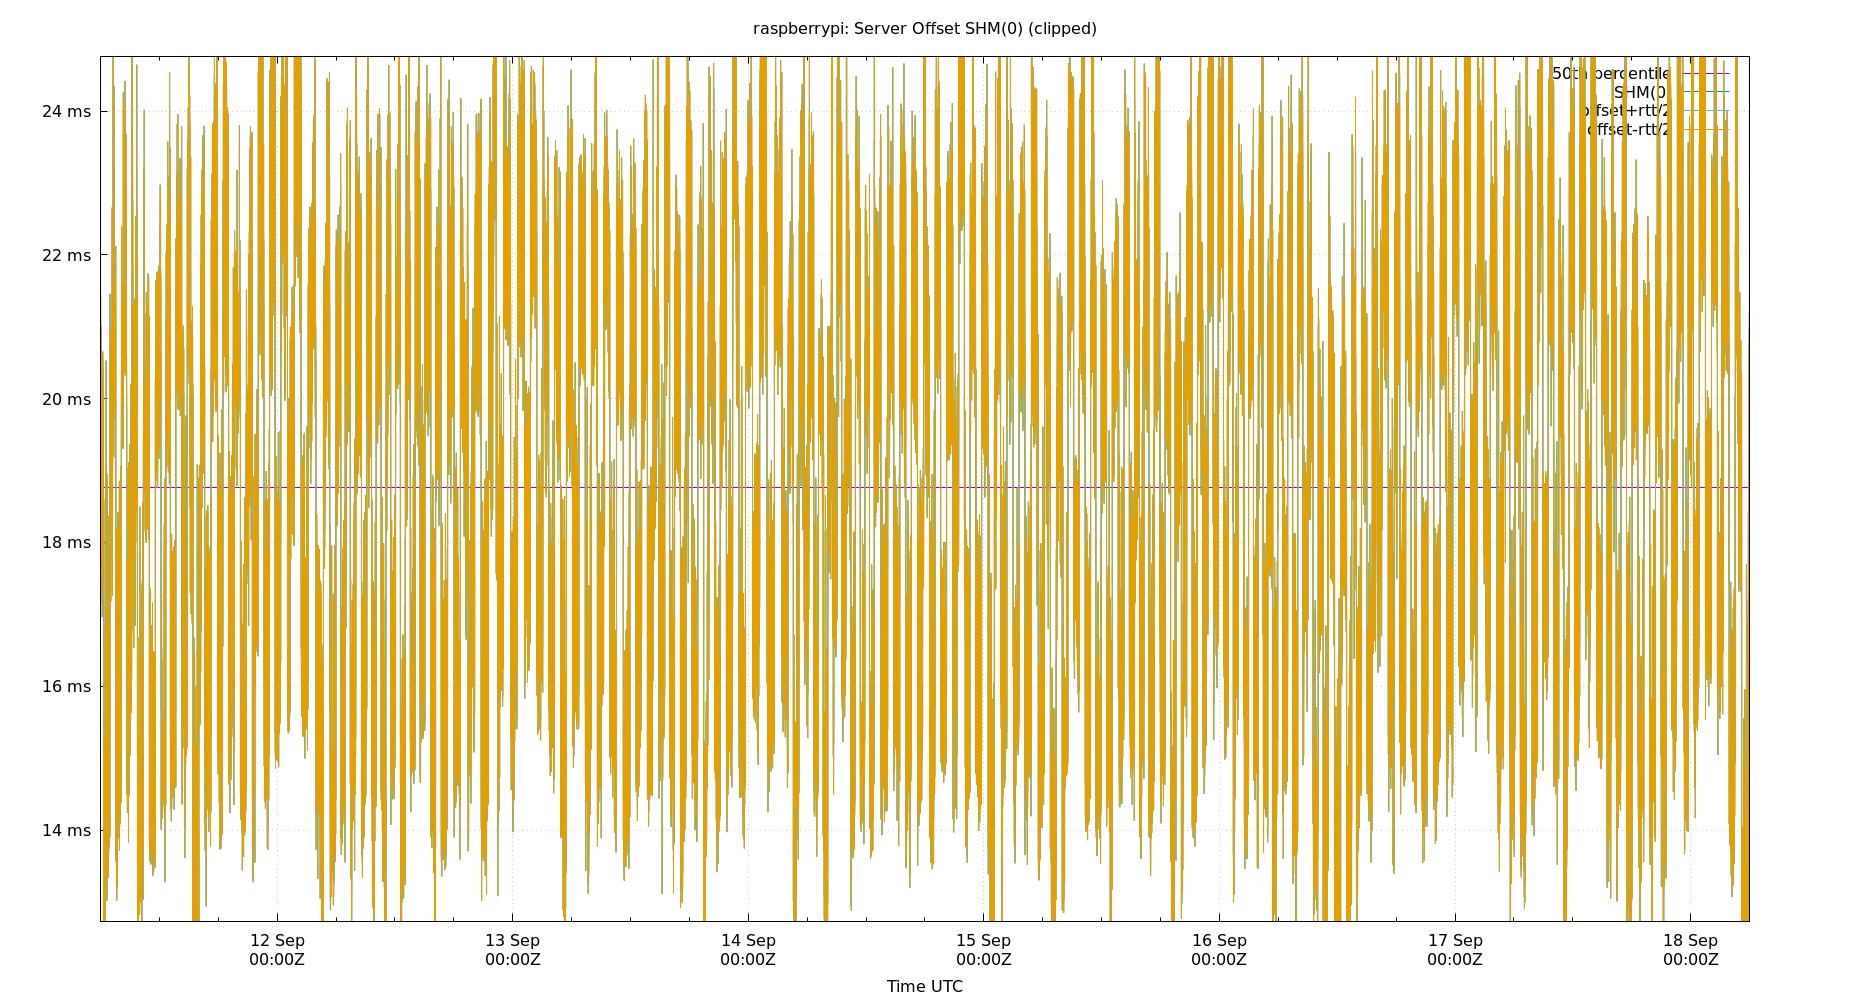 raspberrypi: Server Offset SHM(0) (clipped)
50th percentile
SHM(0)
offset+rtt/2
offset-rtt/2
24 ms
22 ms
20 ms
18 ms
16 ms
14 ms
12 Sep 13 Sep 14 Sep 15 Sep 16 Sep 17 Sep 18 Sep
00:00Z 00:00Z 00:00Z 00:00Z 00:00Z 00:00Z 00:00Z
Time UTC